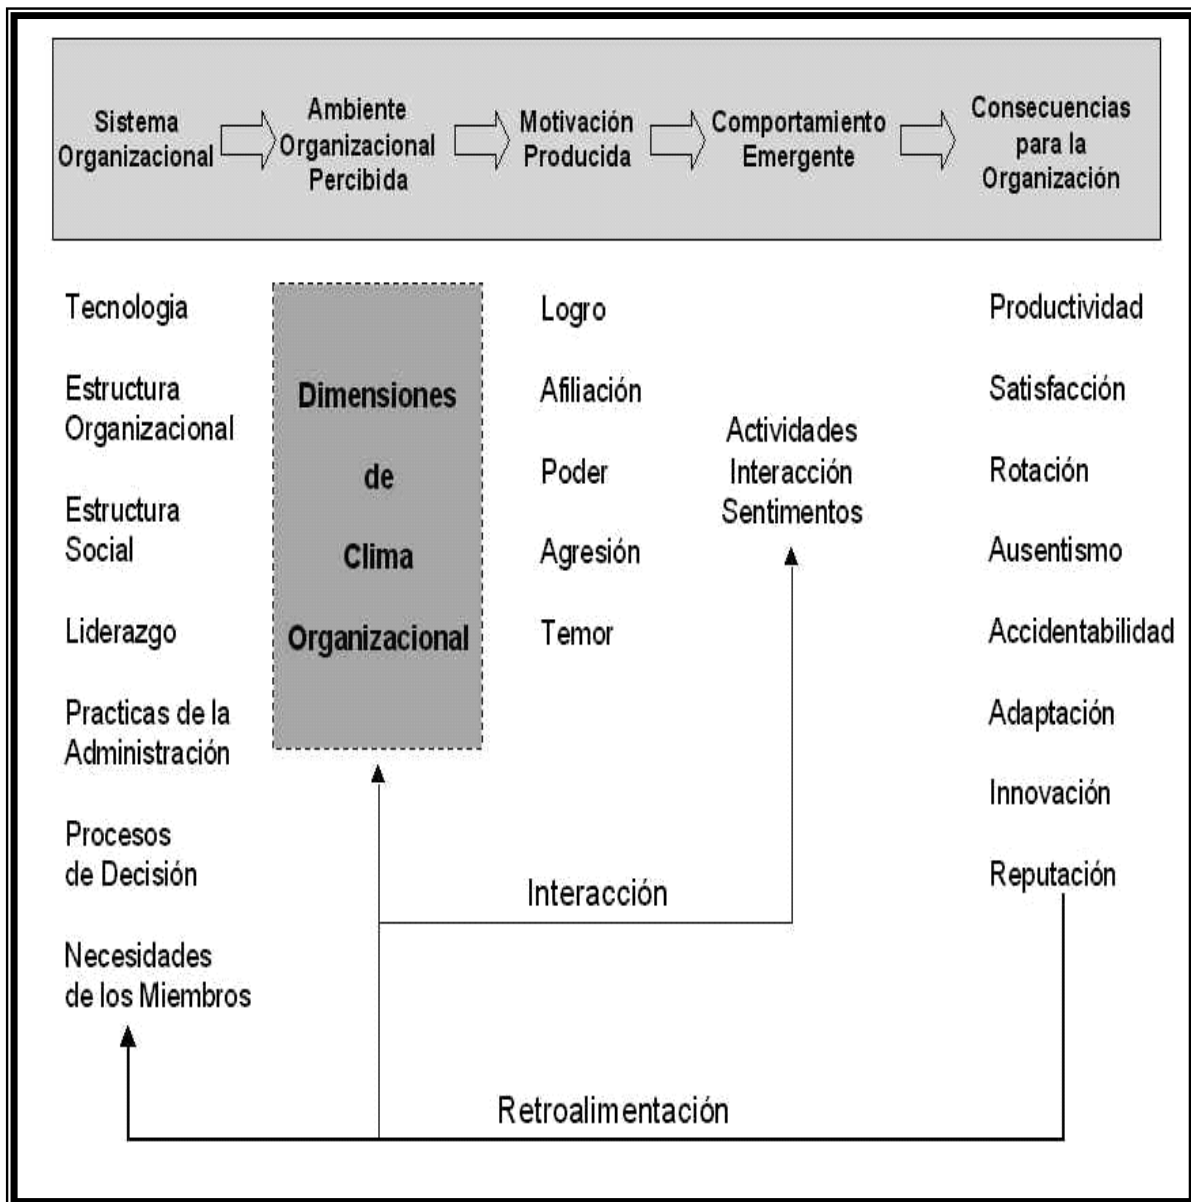 Sistema
Organizacional
Ambiente
Organizacional
Percibida
Motivación
Producida
Comportamiento
Emergente
Consecuencias
para la
Organización
Tecnologia
Estructura
Organizacional
Estructura
Social
Liderazgo
Practicas de la
Administración
Procesos
de Decisión
Necesidades
de los Miembros
Dimensiones
de
Clima
Organizacional
Logro
Afiliación
Poder
Agresión
Temor
Actividades
Interacción
Sentimentos
Productividad
Satisfacción
Rotación
Ausentismo
Accidentabilidad
Adaptación
Innovación
Reputación
Interacción
Retroalimentación